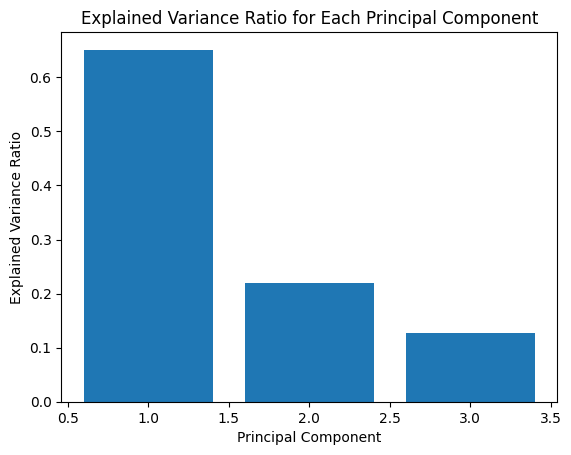 Explained Variance Ratio for Each Principal Component
0.6
0.5
0.4
0.3
0.2
0.1
0.0
Explained Variance Ratio
0.5 1.0 1.5 2.0 2.5 3.0 3.5
Principal Component